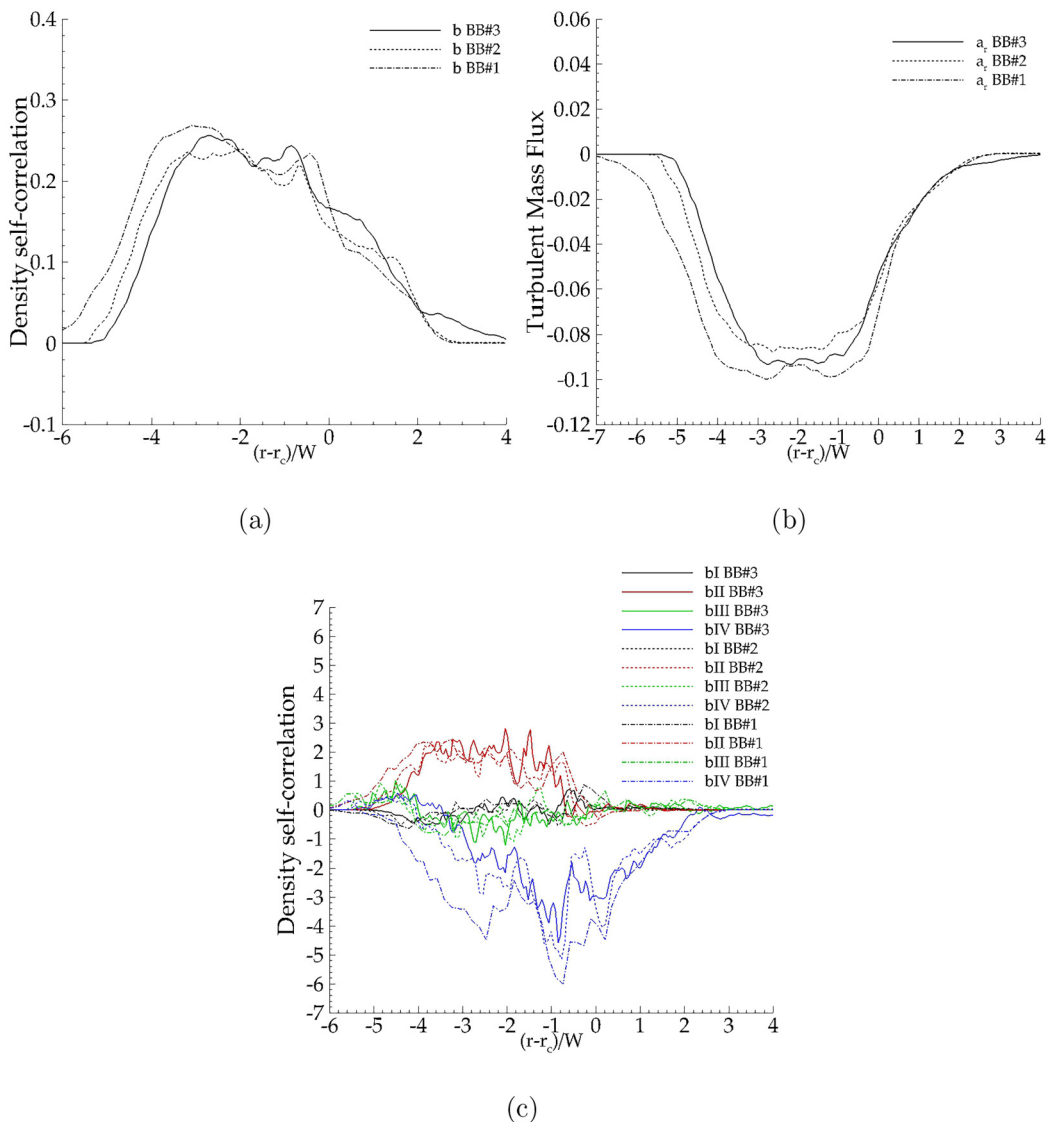 0.4
0.3
0.2
0.1
0
-0.1
Density self-correlation
b BB#3
b BB#2
b BB#1
-6 -4 -2 0 2 4
(r-r_c)/W
(a)
0.06
0.04
0.02
0
-0.02
-0.04
-0.06
-0.08
-0.1
-0.12
Turbulent Mass Flux
a_r BB#3
a_r BB#2
a_r BB#1
-7 -6 -5 -4 -3 -2 -1 0 1 2 3 4
(r-r_c)/W
(b)
bI BB#3
bII BB#3
bIII BB#3
bIV BB#3
bI BB#2
bII BB#2
bIII BB#2
bIV BB#2
bI BB#1
bII BB#1
bIII BB#1
bIV BB#1
7
6
5
4
3
2
1
0
-1
-2
-3
-4
-5
-6
-7
Density self-correlation
-6 -5 -4 -3 -2 -1 0 1 2 3 4
(r-r_c)/W
(c)